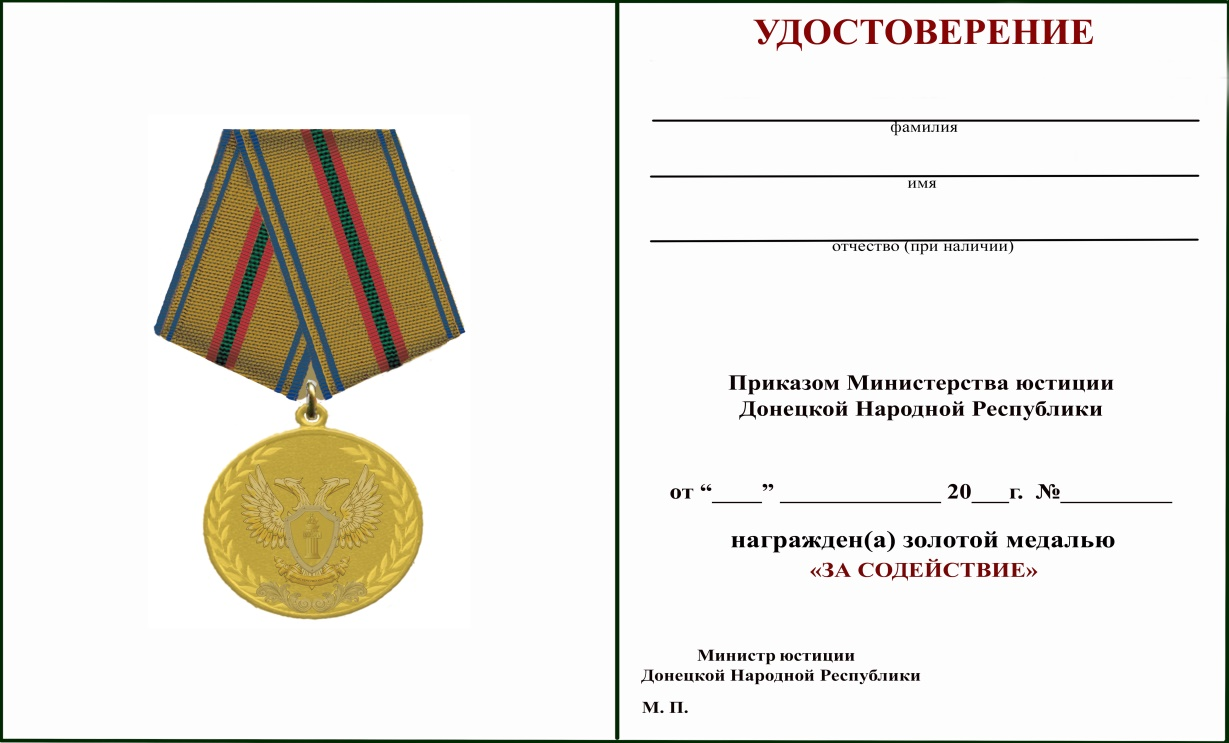 УДОСТОВЕРЕНИЕ
фамилия
имя
отчество (при наличии)
Приказом Министерства юстиции
Донецкой Народной Республики
от “____” _____________ 20___г. №_________
награжден(а) золотой медалью
«ЗА СОДЕЙСТВИЕ»
Министр юстиции
Донецкой Народной Республики
М. П.